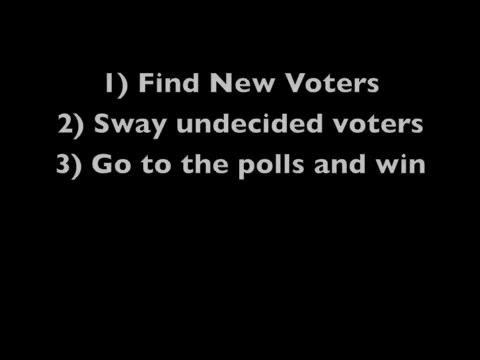 1) Find New Voters
2) Sway undecided voters
3) Go to the polls and win